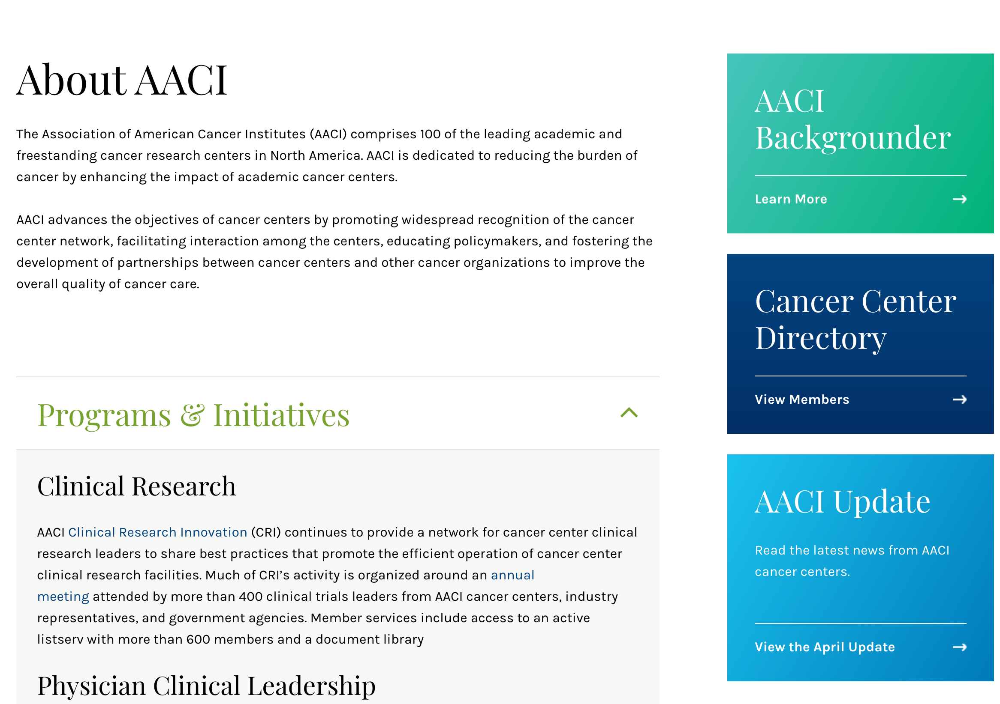 About AACI
The Association of American Cancer Institutes (AACI) comprises 100 of the leading academic and
freestanding cancer research centers in North America. AACI is dedicated to reducing the burden of
cancer by enhancing the impact of academic cancer centers.
AACI advances the objectives of cancer centers by promoting widespread recognition of the cancer
center network, facilitating interaction among the centers, educating policymakers, and fostering the
development of partnerships between cancer centers and other cancer organizations to improve the
overall quality of cancer care.
Programs & Initiatives
Clinical Research
AACI Clinical Research Innovation (CRI) continues to provide a network for cancer center clinical
research leaders to share best practices that promote the efficient operation of cancer center
clinical research facilities. Much of CRI’s activity is organized around an annual
meeting attended by more than 400 clinical trials leaders from AACI cancer centers, industry
representatives, and government agencies. Member services include access to an active
listserv with more than 600 members and a document library
Physician Clinical Leadership
AACI
Backgrounder
Learn More
Cancer Center
Directory
View Members
AACI Update
Read the latest news from AACI
cancer centers.
View the April Update